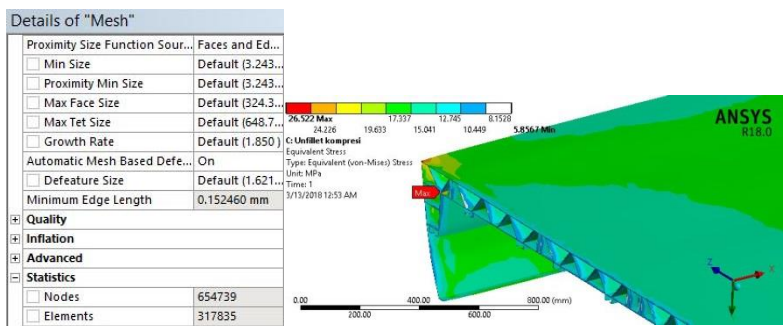 Details of "Mesh"
Proximity Size Function Sour... Faces and Ed...
Min Size Default (3.243...
Proximity Min Size Default (3.243...
Max Face Size Default (324.3...
Max Tet Size Default (648.7...
Growth Rate Default (1.850 )
Automatic Mesh Based Defe... On
Defeature Size Default (1.621...
Minimum Edge Length 0.152460 mm
Quality
Inflation
Advanced
Statistics
Nodes 654739
Elements 317835
26.522 Max 17.337 12.745 8.1528
24.226 19.633 15.041 10.449 5.8567 Min
C: Unfillet kompresi
Equivalent Stress
Type: Equivalent (von-Mises) Stress
Unit: MPa
Time: 1
3/13/2018 12:53 AM
Max
ANSYS
R18.0
Z X
0.00 400.00 800.00 (mm)
200.00 600.00